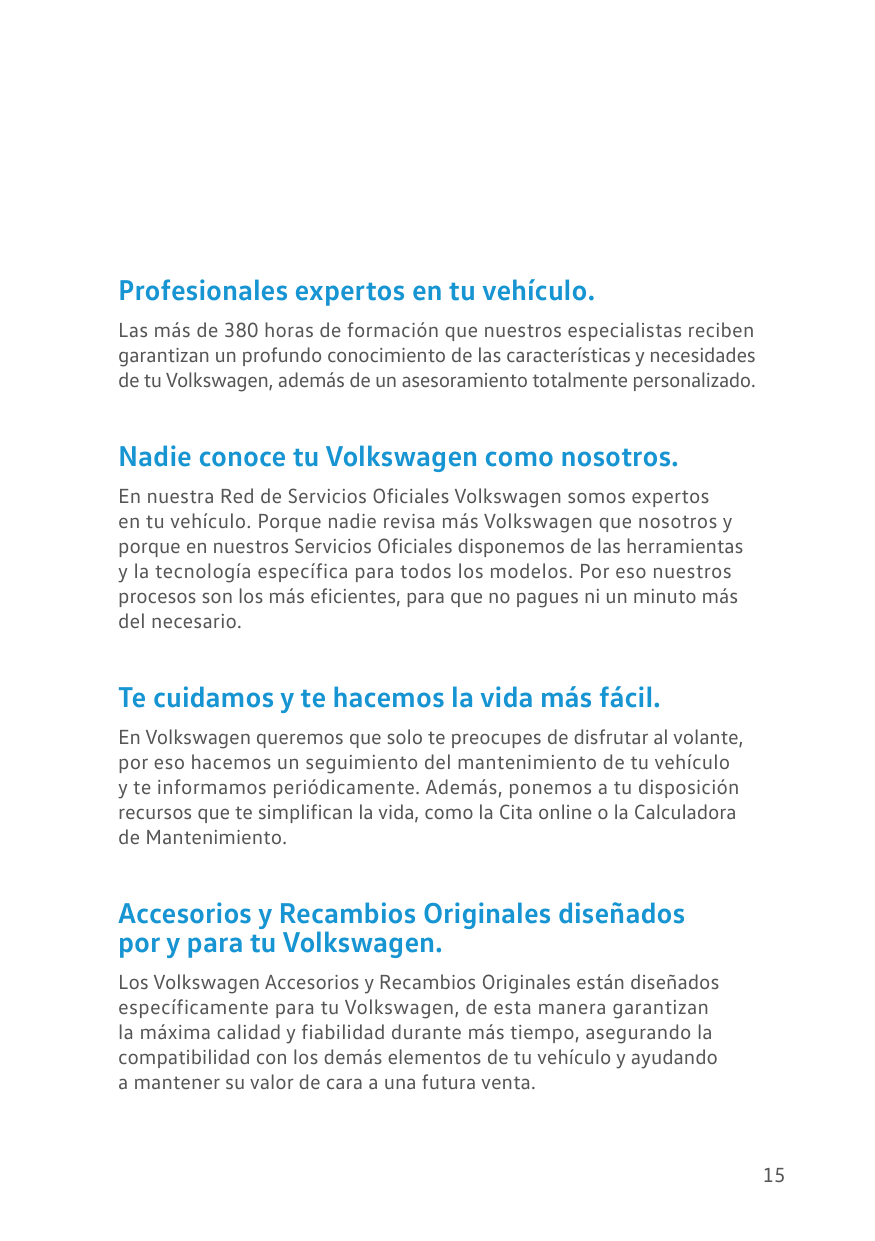 Profesionales expertos en tu vehículo.
Las más de 380 horas de formación que nuestros especialistas reciben
garantizan un profundo conocimiento de las características y necesidades
de tu Volkswagen, además de un asesoramiento totalmente personalizado.
Nadie conoce tu Volkswagen como nosotros.
En nuestra Red de Servicios Oficiales Volkswagen somos expertos
en tu vehículo. Porque nadie revisa más Volkswagen que nosotros y
porque en nuestros Servicios Oficiales disponemos de las herramientas
y la tecnología específica para todos los modelos. Por eso nuestros
procesos son los más eficientes, para que no pagues ni un minuto más
del necesario.
Te cuidamos y te hacemos la vida más fácil.
En Volkswagen queremos que solo te preocupes de disfrutar al volante,
por eso hacemos un seguimiento del mantenimiento de tu vehículo
y te informamos periódicamente. Además, ponemos a tu disposición
recursos que te simplifican la vida, como la Cita online o la Calculadora
de Mantenimiento.
Accesorios y Recambios Originales diseñados
por y para tu Volkswagen.
Los Volkswagen Accesorios y Recambios Originales están diseñados
específicamente para tu Volkswagen, de esta manera garantizan
la máxima calidad y fiabilidad durante más tiempo, asegurando la
compatibilidad con los demás elementos de tu vehículo y ayudando
a mantener su valor de cara a una futura venta.
15